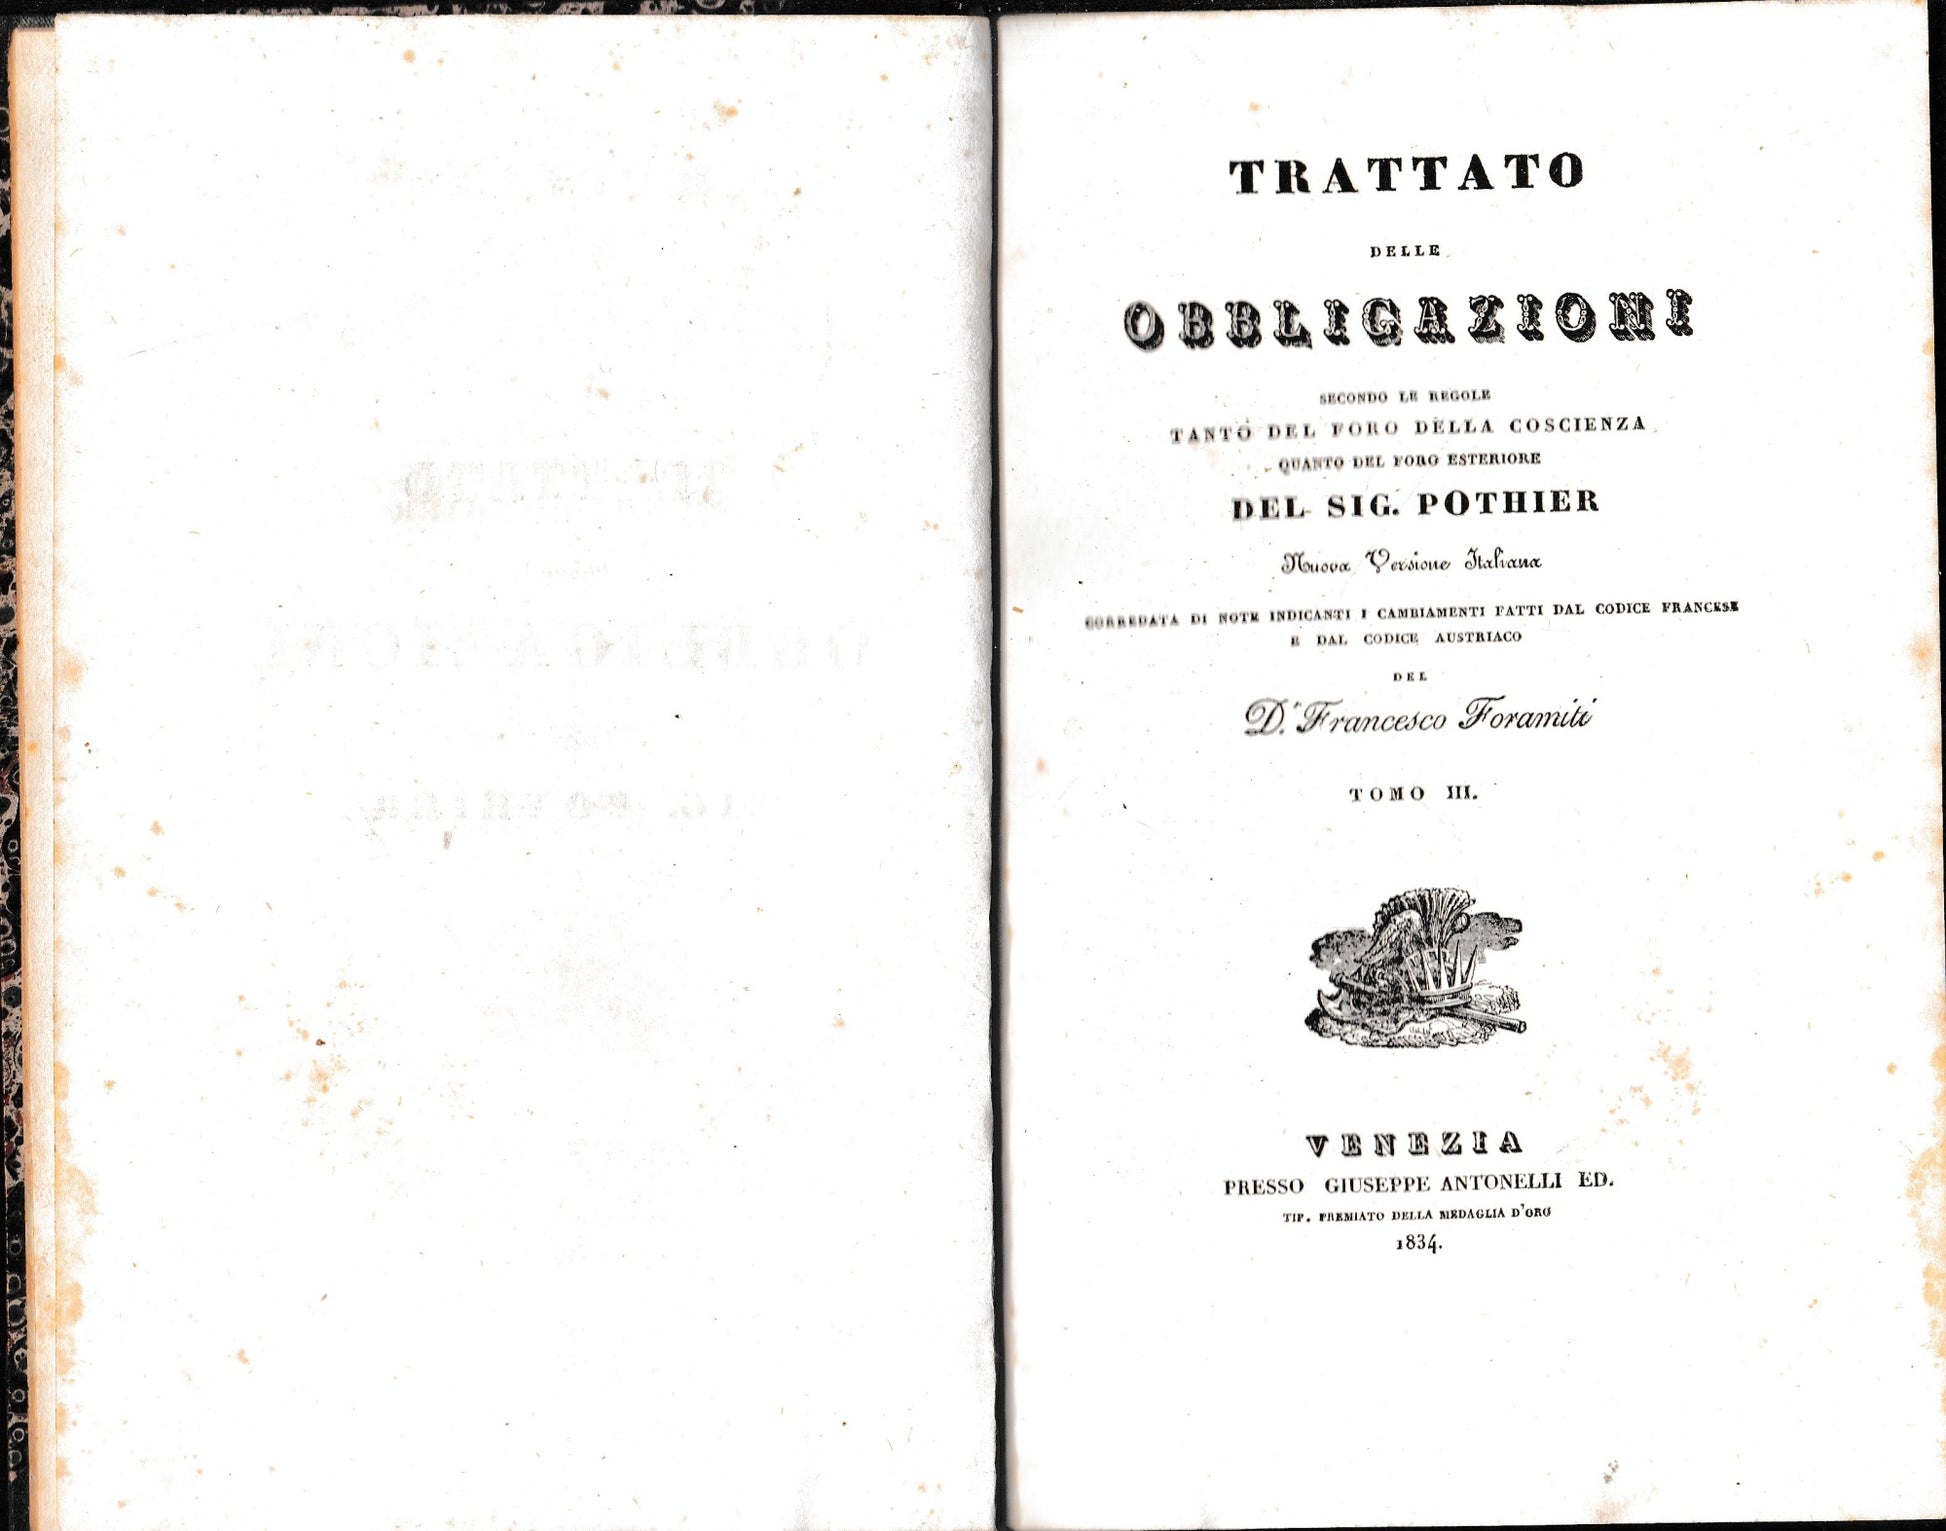 TRATTATO
DELLE
OBBLIGAZIONI
SECONDO LE REGOLE
TANTO DEL FORO DELLA COSCIENZA
QUANTO DEL FORO ESTERIORE
DEL SIG. POTHIER
Nuova Versione Italiana
CORREDATA DI NOTE INDICANTI I CAMBIAMENTI FATTI DAL CODICE FRANCESE
E DAL CODICE AUSTRIACO
DEL
D.r Francesco Foramiti
TOMO III.
VENEZIA
PRESSO GIUSEPPE ANTONELLI ED.
TIP. PREMIATO DELLA MEDAGLIA D'ORO
1834.